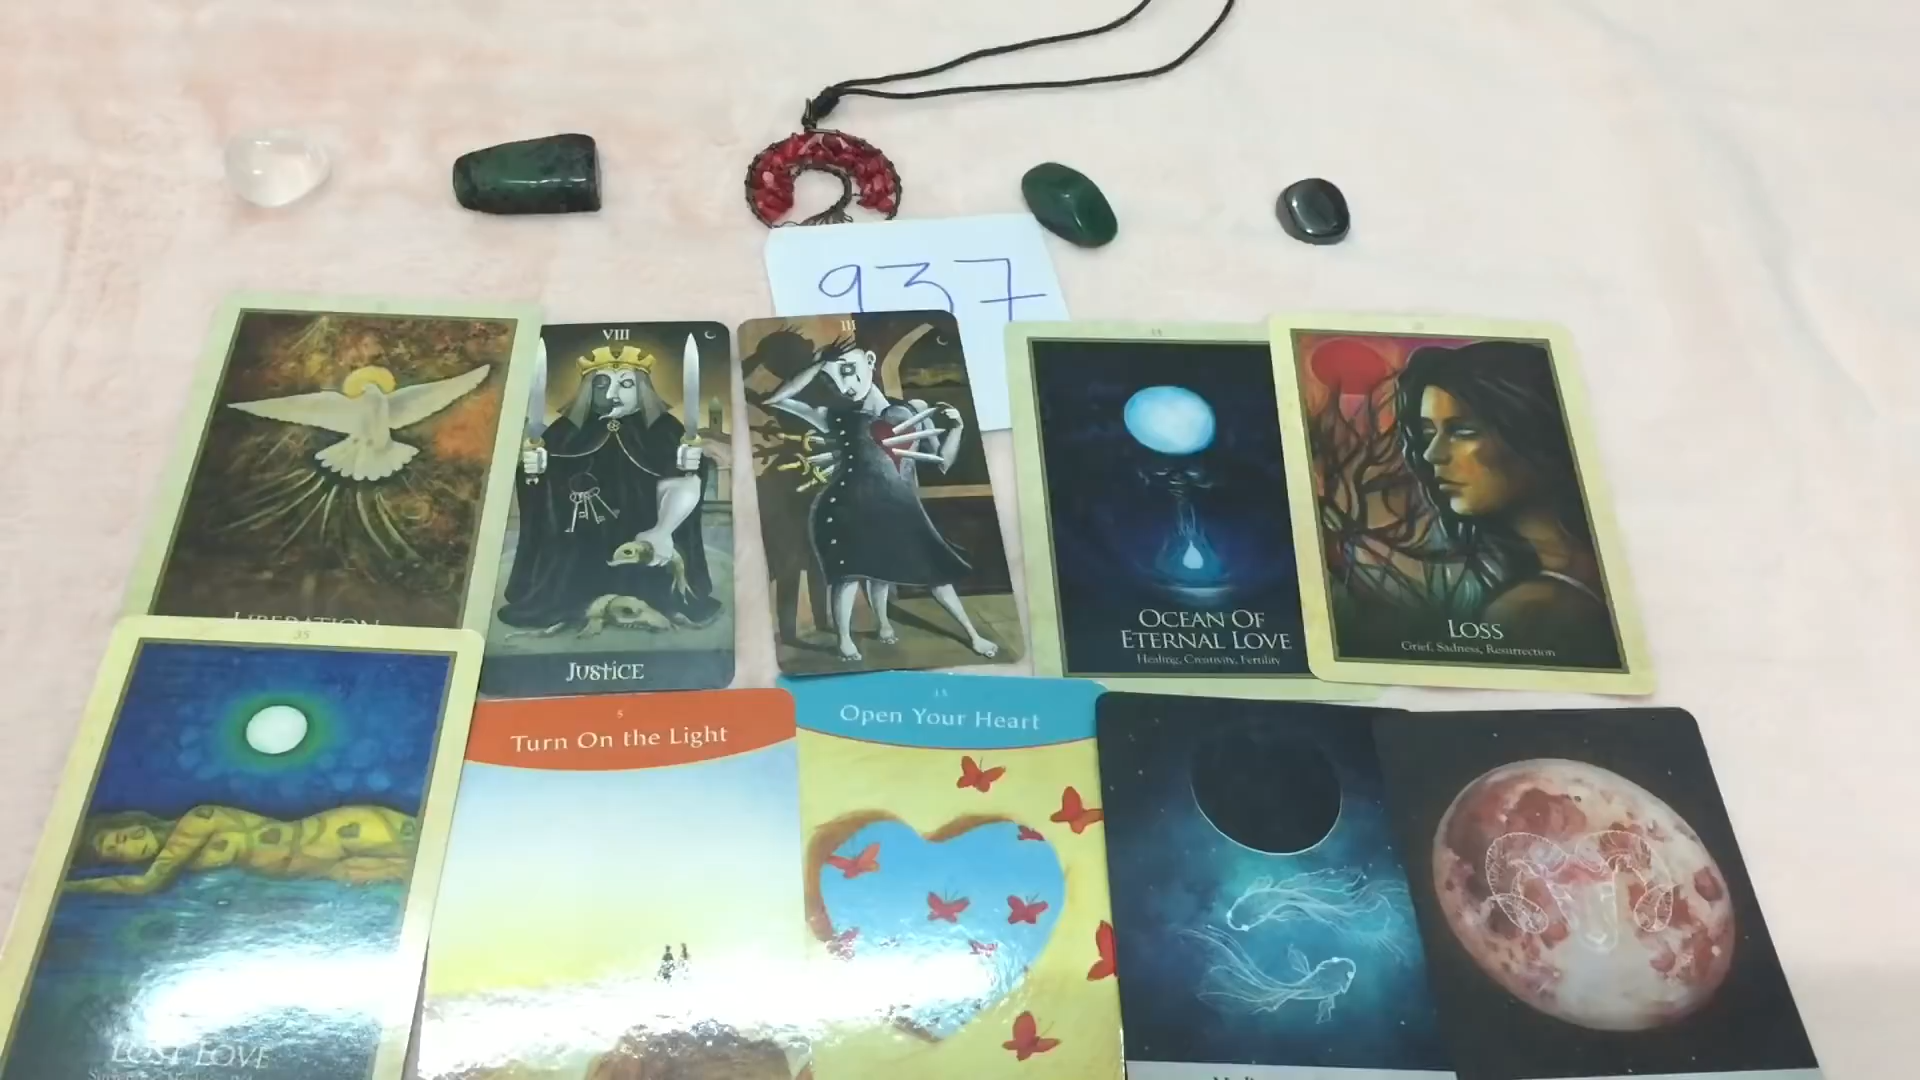 937
VIII
III
LIBERATION
JUSTICE
OCEAN OF
ETERNAL LOVE
Healing, Creativity, Fertility
LOSS
Grief, Sadness, Resurrection
35
5
Turn On the Light
Open Your Heart
LOST LOVE